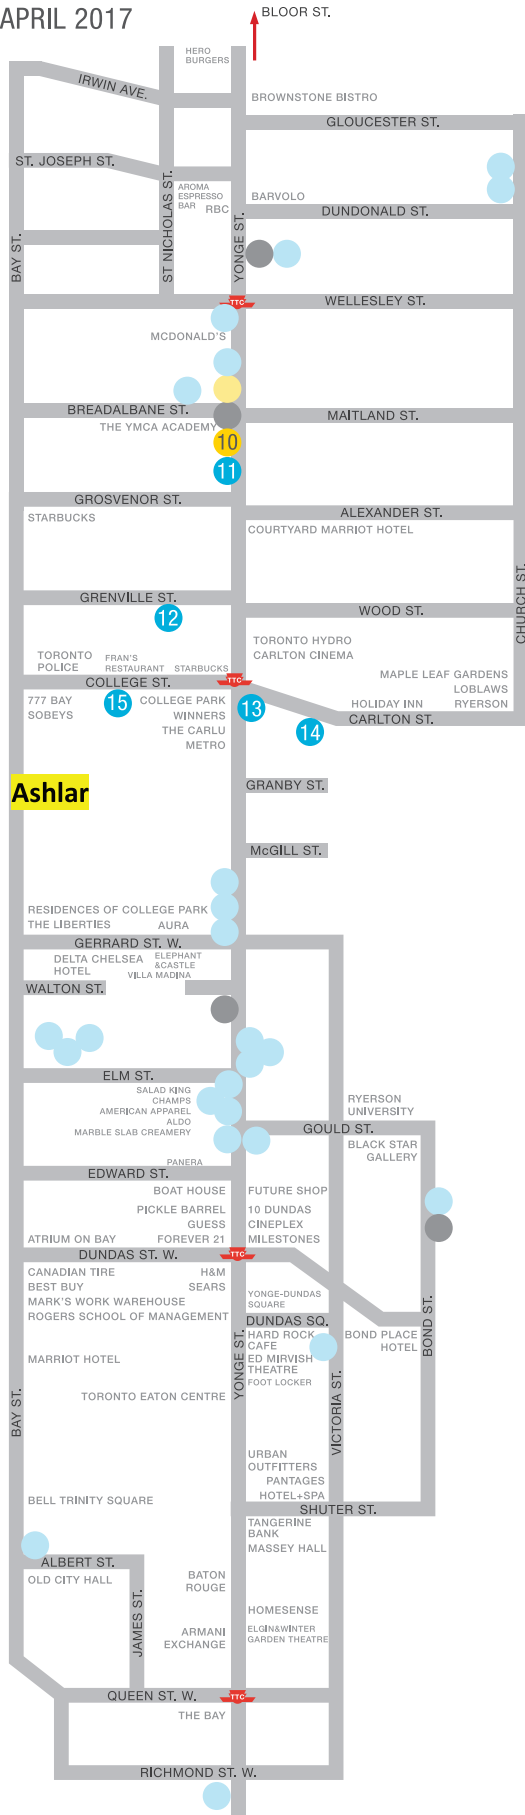 APRIL 2017
BLOOR ST.
HERO
BURGERS
IRWIN AVE.
BROWNSTONE BISTRO
GLOUCESTER ST.
ST. JOSEPH ST.
AROMA
ESPRESSO
BAR
RBC
BARVOLO
DUNDONALD ST.
BAY ST.
ST NICHOLAS ST.
YONGE ST.
TTC
WELLESLEY ST.
MCDONALD'S
BREADALBANE ST.
MAITLAND ST.
THE YMCA ACADEMY
10
11
GROSVENOR ST.
ALEXANDER ST.
STARBUCKS
COURTYARD MARRIOT HOTEL
CHURCH ST.
GRENVILLE ST.
WOOD ST.
12
TORONTO HYDRO
CARLTON CINEMA
TORONTO
POLICE
FRAN'S
RESTAURANT
STARBUCKS
TTC
COLLEGE ST.
MAPLE LEAF GARDENS
LOBLAWS
HOLIDAY INN
RYERSON
777 BAY
SOBEYS
15
COLLEGE PARK
WINNERS
THE CARLU
METRO
13
14
CARLTON ST.
Ashlar
GRANBY ST.
McGILL ST.
RESIDENCES OF COLLEGE PARK
THE LIBERTIES
AURA
GERRARD ST. W.
DELTA CHELSEA
HOTEL
ELEPHANT
&CASTLE
VILLA MADINA
WALTON ST.
ELM ST.
SALAD KING
CHAMPS
AMERICAN APPAREL
ALDO
MARBLE SLAB CREAMERY
RYERSON
UNIVERSITY
GOULD ST.
BLACK STAR
GALLERY
PANERA
EDWARD ST.
BOAT HOUSE
PICKLE BARREL
GUESS
ATRIUM ON BAY
FOREVER 21
FUTURE SHOP
10 DUNDAS
CINEPLEX
MILESTONES
DUNDAS ST. W.
TTC
CANADIAN TIRE
H&M
BEST BUY
SEARS
MARK'S WORK WAREHOUSE
ROGERS SCHOOL OF MANAGEMENT
YONGE-DUNDAS
SQUARE
DUNDAS SQ.
BOND ST.
HARD ROCK
CAFE
ED MIRVISH
THEATRE
FOOT LOCKER
BOND PLACE
HOTEL
MARRIOT HOTEL
YONGE ST.
BAY ST.
VICTORIA ST.
TORONTO EATON CENTRE
URBAN
OUTFITTERS
PANTAGES
HOTEL+SPA
BELL TRINITY SQUARE
SHUTER ST.
TANGERINE
BANK
MASSEY HALL
ALBERT ST.
OLD CITY HALL
BATON
ROUGE
JAMES ST.
HOMESENSE
ARMANI
EXCHANGE
ELGIN&WINTER
GARDEN THEATRE
QUEEN ST. W.
TTC
THE BAY
RICHMOND ST. W.